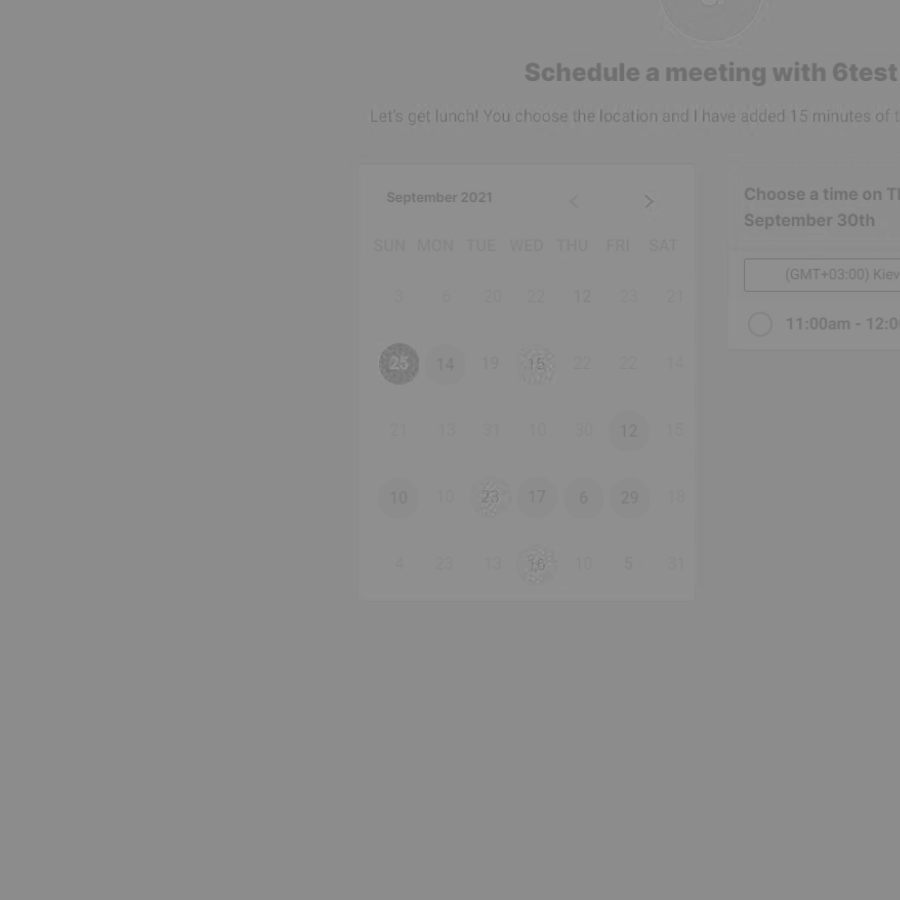 Schedule a meeting with 6test
Let's get lunch! You choose the location and I have added 15 minutes of
September 2021
SUN MON TUE WED THU FRI SAT
3 6 20 22 12 23 21
25 14 19 15 22 22 14
21 13 31 10 30 12 15
10 10 23 17 6 29 18
4 23 13 16 10 5 31
Choose a time on
September 30th
(GMT+03:00) Kiev
11:00am - 12:0